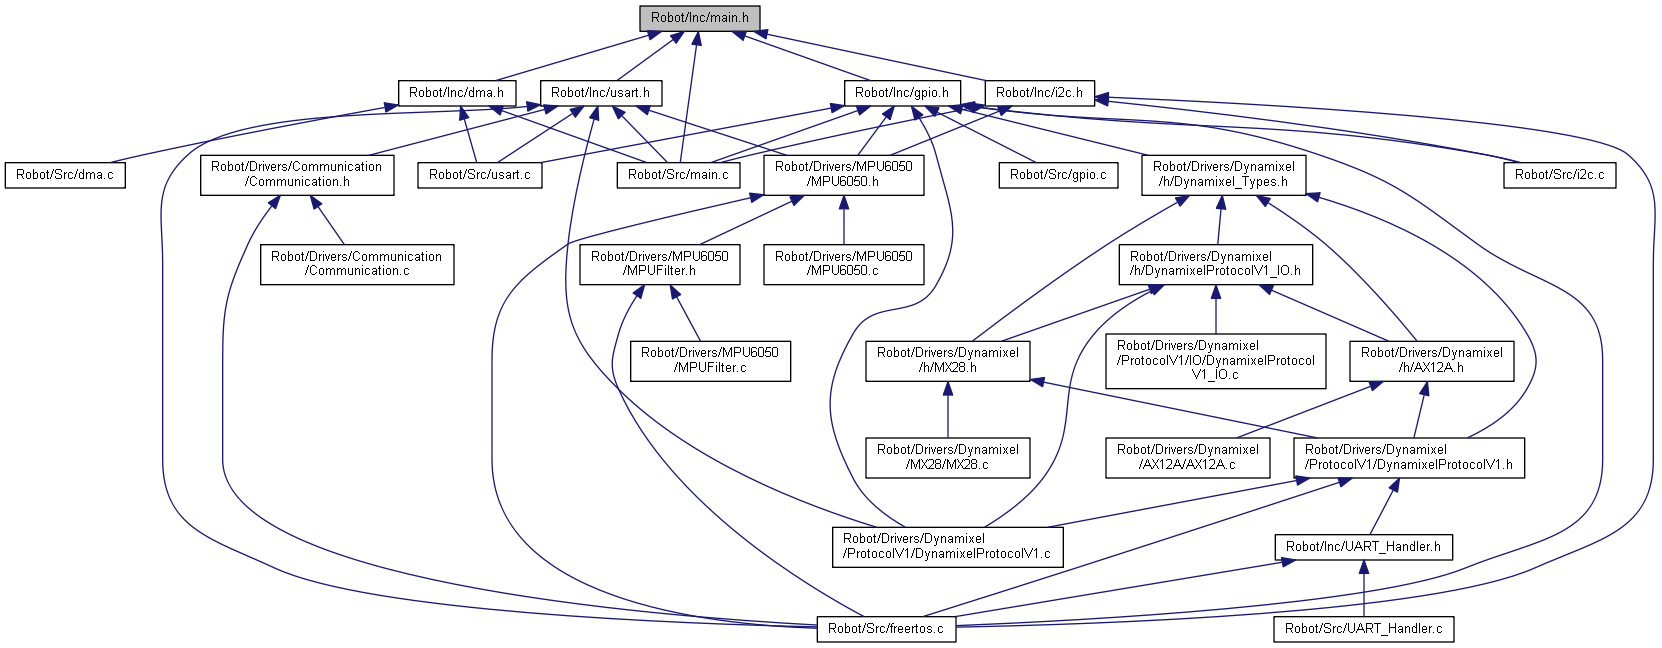 Robot/Inc/main.h
Robot/Inc/dma.h
Robot/Inc/usart.h
Robot/Inc/gpio.h
Robot/Inc/i2c.h
Robot/Src/dma.c
Robot/Drivers/Communication
/Communication.h
Robot/Src/usart.c
Robot/Src/main.c
Robot/Drivers/MPU6050
/MPU6050.h
Robot/Src/gpio.c
Robot/Drivers/Dynamixel
/h/Dynamixel_Types.h
Robot/Src/i2c.c
Robot/Drivers/Communication
/Communication.c
Robot/Drivers/MPU6050
/MPUFilter.h
Robot/Drivers/MPU6050
/MPU6050.c
Robot/Drivers/Dynamixel
/h/DynamixelProtocolV1_IO.h
Robot/Drivers/MPU6050
/MPUFilter.c
Robot/Drivers/Dynamixel
/h/MX28.h
Robot/Drivers/Dynamixel
/ProtocolV1/IO/DynamixelProtocol
V1_IO.c
Robot/Drivers/Dynamixel
/h/AX12A.h
Robot/Drivers/Dynamixel
/MX28/MX28.c
Robot/Drivers/Dynamixel
/AX12A/AX12A.c
Robot/Drivers/Dynamixel
/ProtocolV1/DynamixelProtocolV1.h
Robot/Drivers/Dynamixel
/ProtocolV1/DynamixelProtocolV1.c
Robot/Inc/UART_Handler.h
Robot/Src/freertos.c
Robot/Src/UART_Handler.c